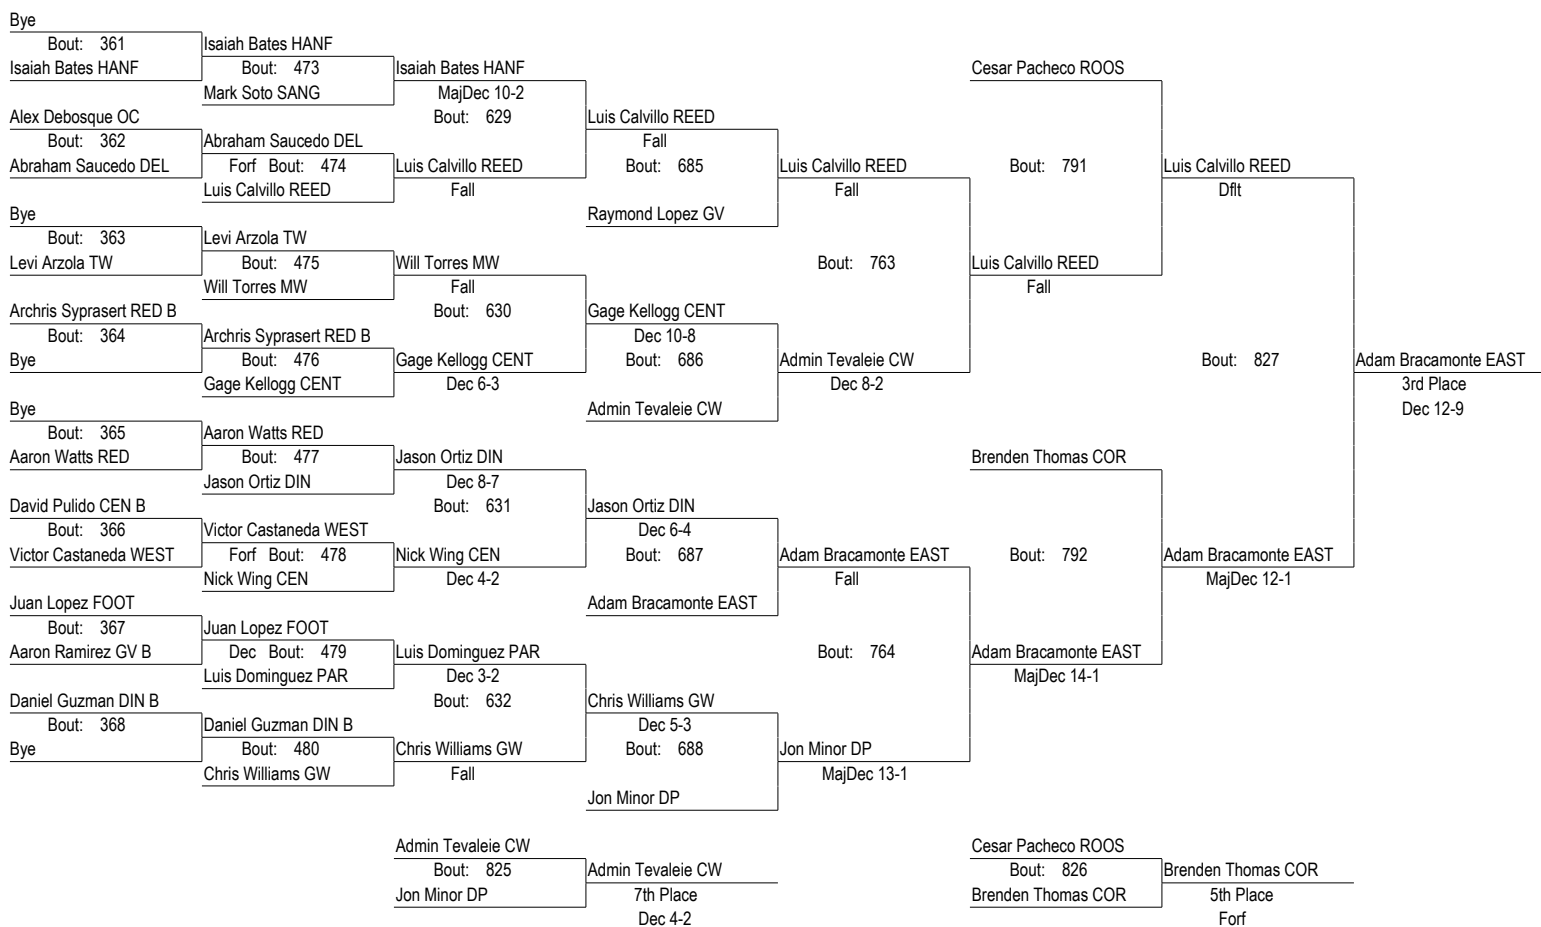 Bye
Bout: 361
Isaiah Bates HANF
Alex Debosque OC
Bout: 362
Abraham Saucedo DEL
Bye
Bout: 363
Levi Arzola TW
Archris Syprasert RED B
Bout: 364
Bye
Bye
Bout: 365
Aaron Watts RED
David Pulido CEN B
Bout: 366
Victor Castaneda WEST
Juan Lopez FOOT
Bout: 367
Aaron Ramirez GV B
Daniel Guzman DIN B
Bout: 368
Bye
Isaiah Bates HANF
Bout: 473
Mark Soto SANG
Abraham Saucedo DEL
Forf Bout: 474
Luis Calvillo REED
Levi Arzola TW
Bout: 475
Will Torres MW
Archris Syprasert RED B
Bout: 476
Gage Kellogg CENT
Aaron Watts RED
Bout: 477
Jason Ortiz DIN
Victor Castaneda WEST
Forf Bout: 478
Nick Wing CEN
Juan Lopez FOOT
Dec Bout: 479
Luis Dominguez PAR
Daniel Guzman DIN B
Bout: 480
Chris Williams GW
Isaiah Bates HANF
MajDec 10-2
Bout: 629
Luis Calvillo REED
Fall
Will Torres MW
Fall
Bout: 630
Gage Kellogg CENT
Dec 6-3
Jason Ortiz DIN
Dec 8-7
Bout: 631
Nick Wing CEN
Dec 4-2
Luis Dominguez PAR
Dec 3-2
Bout: 632
Chris Williams GW
Fall
Luis Calvillo REED
Fall
Bout: 685
Raymond Lopez GV
Gage Kellogg CENT
Dec 10-8
Bout: 686
Admin Tevaleie CW
Jason Ortiz DIN
Dec 6-4
Bout: 687
Adam Bracamonte EAST
Chris Williams GW
Dec 5-3
Bout: 688
Jon Minor DP
Luis Calvillo REED
Fall
Bout: 763
Admin Tevaleie CW
Dec 8-2
Adam Bracamonte EAST
Fall
Bout: 764
Jon Minor DP
MajDec 13-1
Cesar Pacheco ROOS
Bout: 791
Luis Calvillo REED
Fall
Brenden Thomas COR
Bout: 792
Adam Bracamonte EAST
MajDec 14-1
Luis Calvillo REED
Dflt
Bout: 827
Adam Bracamonte EAST
MajDec 12-1
Adam Bracamonte EAST
3rd Place
Dec 12-9
Admin Tevaleie CW
Bout: 825
Jon Minor DP
Admin Tevaleie CW
7th Place
Dec 4-2
Cesar Pacheco ROOS
Bout: 826
Brenden Thomas COR
Brenden Thomas COR
5th Place
Forf